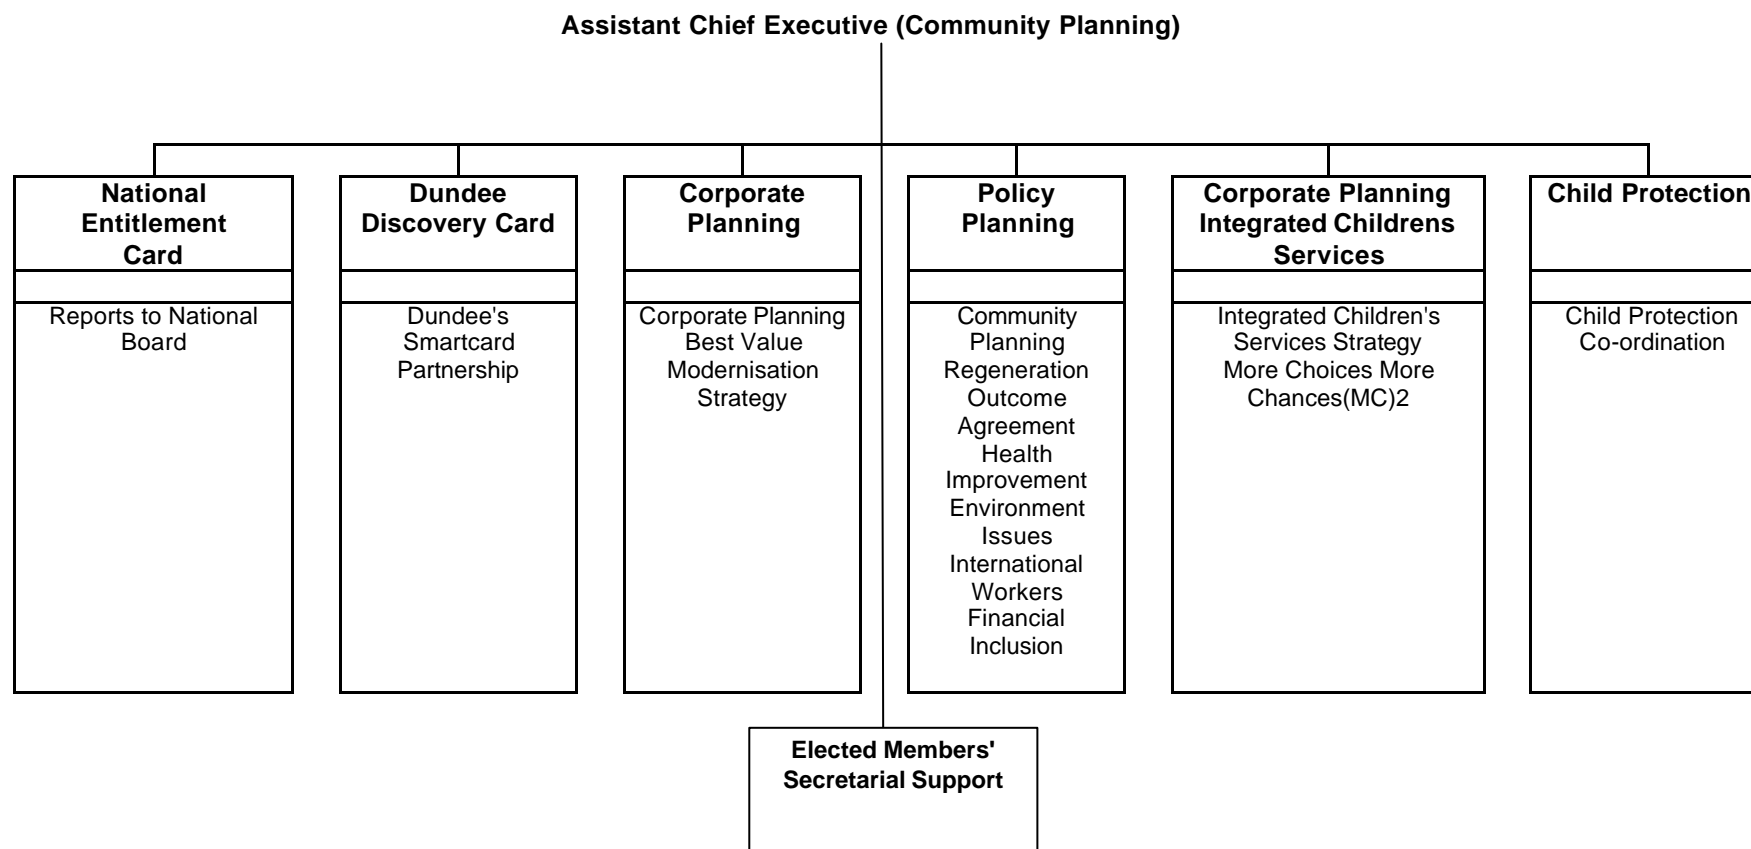 Assistant Chief Executive (Community Planning)
National
Entitlement
Card
Reports to National
Board
Dundee
Discovery Card
Dundee's
Smartcard
Partnership
Corporate
Planning
Corporate Planning
Best Value
Modernisation
Strategy
Policy
Planning
Community
Planning
Regeneration
Outcome
Agreement
Health
Improvement
Environment
Issues
International
Workers
Financial
Inclusion
Corporate Planning
Integrated Childrens
Services
Integrated Children's
Services Strategy
More Choices More
Chances(MC)2
Child Protection
Child Protection
Co-ordination
Elected Members'
Secretarial Support